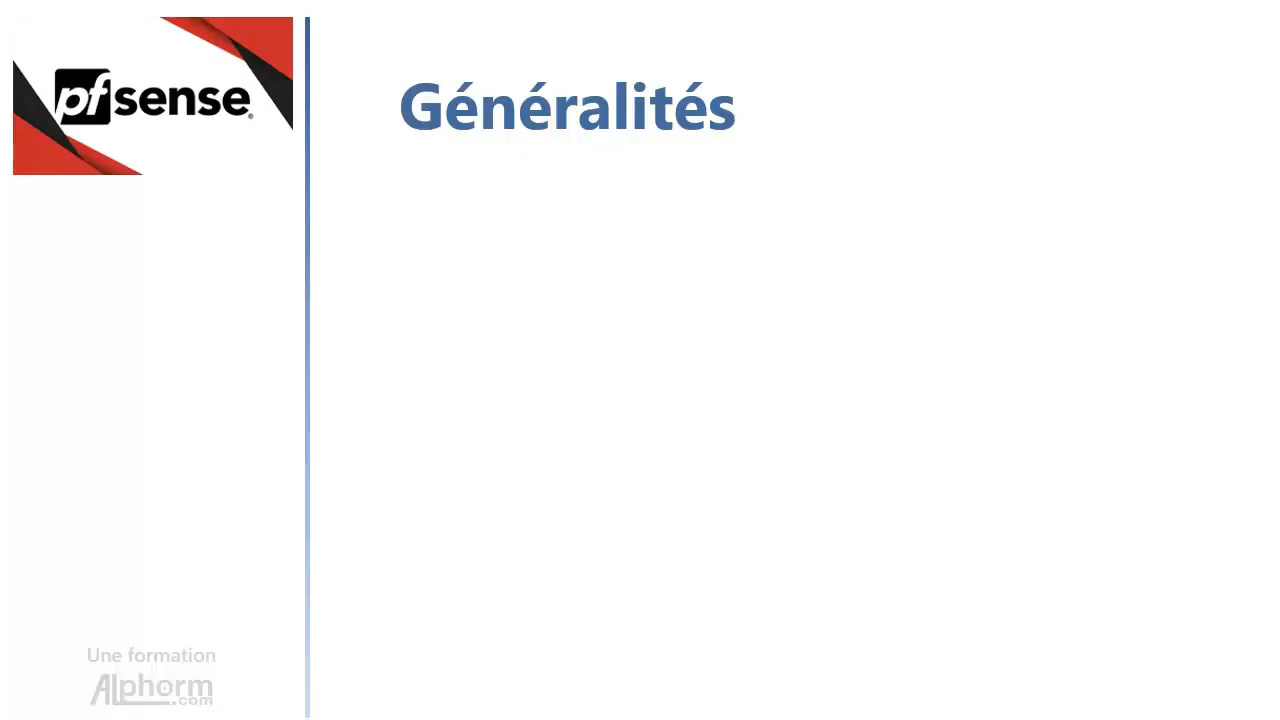 pfsense®
Généralités
Une formation
Alphorm
.com